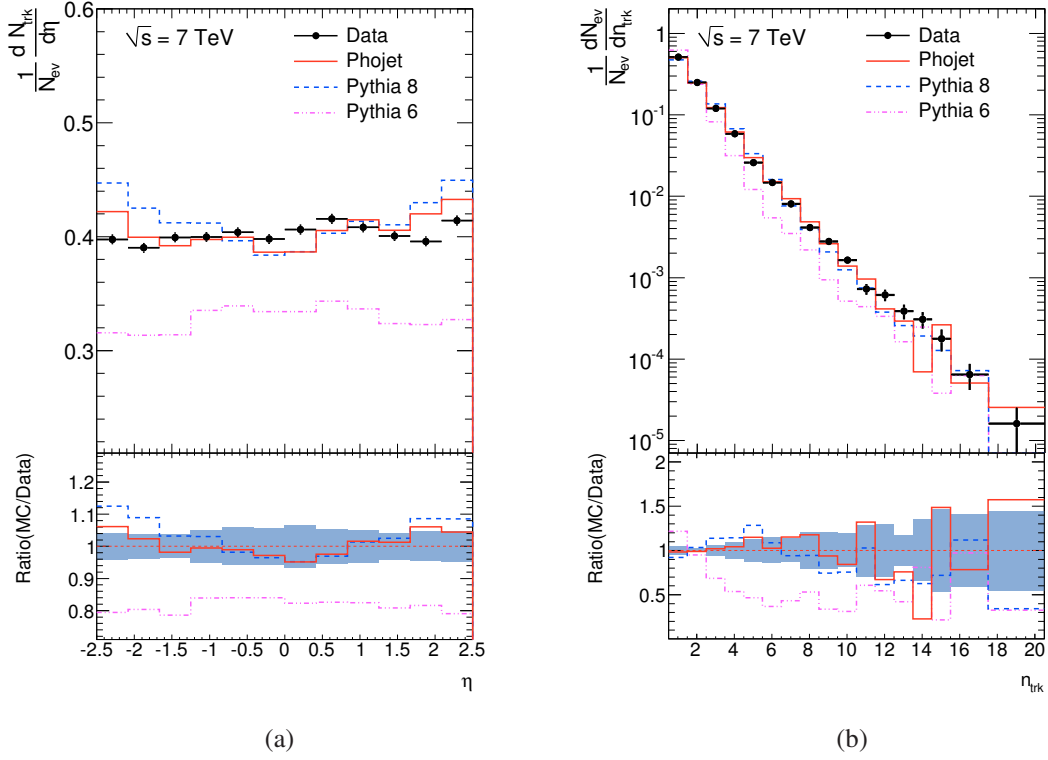 1/N_ev d N_trk/dη
√s = 7 TeV
Data
Phojet
Pythia 8
Pythia 6
0.6
0.5
0.4
0.3
Ratio(MC/Data)
1.2
1.1
1
0.9
0.8
-2.5 -2 -1.5 -1 -0.5 0 0.5 1 1.5 2 2.5
η
(a)
1/N_ev dN_ev/dn_trk
√s = 7 TeV
Data
Phojet
Pythia 8
Pythia 6
1
10⁻¹
10⁻²
10⁻³
10⁻⁴
10⁻⁵
Ratio(MC/Data)
2
1.5
1
0.5
2 4 6 8 10 12 14 16 18 20
n_trk
(b)